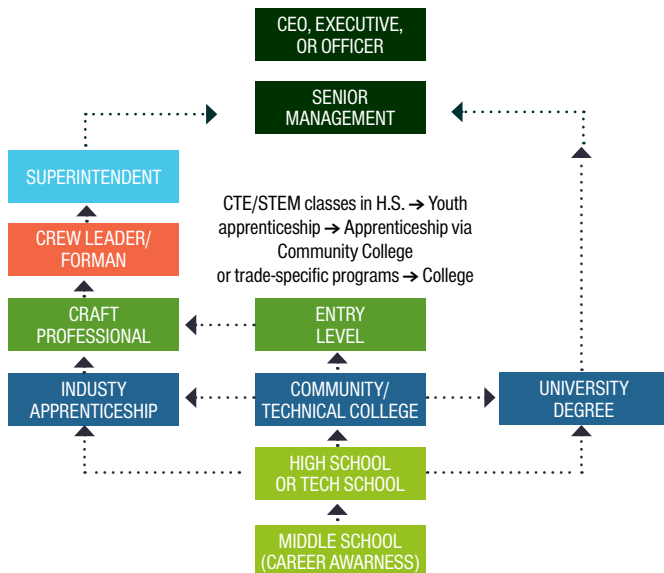 CEO, EXECUTIVE,
OR OFFICER
SENIOR
MANAGEMENT
SUPERINTENDENT
CTE/STEM classes in H.S. → Youth
apprenticeship → Apprenticeship via
Community College
or trade-specific programs → College
CREW LEADER/
FORMAN
CRAFT
PROFESSIONAL
ENTRY
LEVEL
INDUSTY
APPRENTICESHIP
COMMUNITY/
TECHNICAL COLLEGE
UNIVERSITY
DEGREE
HIGH SCHOOL
OR TECH SCHOOL
MIDDLE SCHOOL
(CAREER AWARNESS)